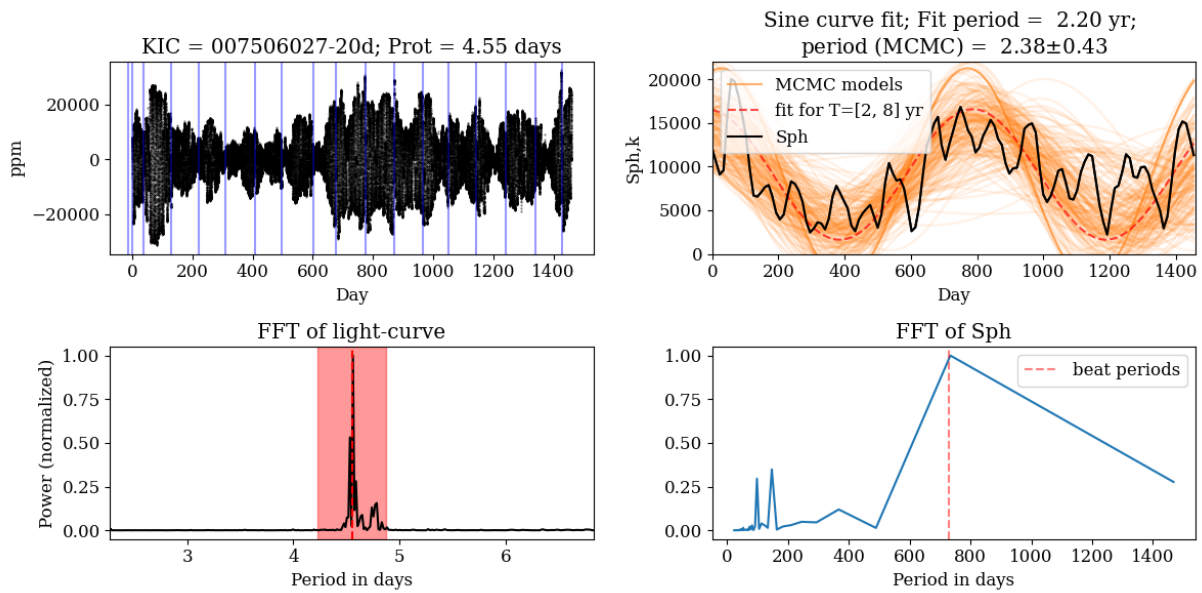 KIC = 007506027-20d; Prot = 4.55 days
ppm
20000
0
−20000
0 200 400 600 800 1000 1200 1400
Day
Sine curve fit; Fit period =  2.20 yr;
period (MCMC) =  2.38±0.43
Sph,k
20000
15000
10000
5000
0
MCMC models
fit for T=[2, 8] yr
Sph
0 200 400 600 800 1000 1200 1400
Day
FFT of light-curve
Power (normalized)
1.00
0.75
0.50
0.25
0.00
3 4 5 6
Period in days
FFT of Sph
1.00
0.75
0.50
0.25
0.00
beat periods
0 200 400 600 800 1000 1200 1400
Period in days